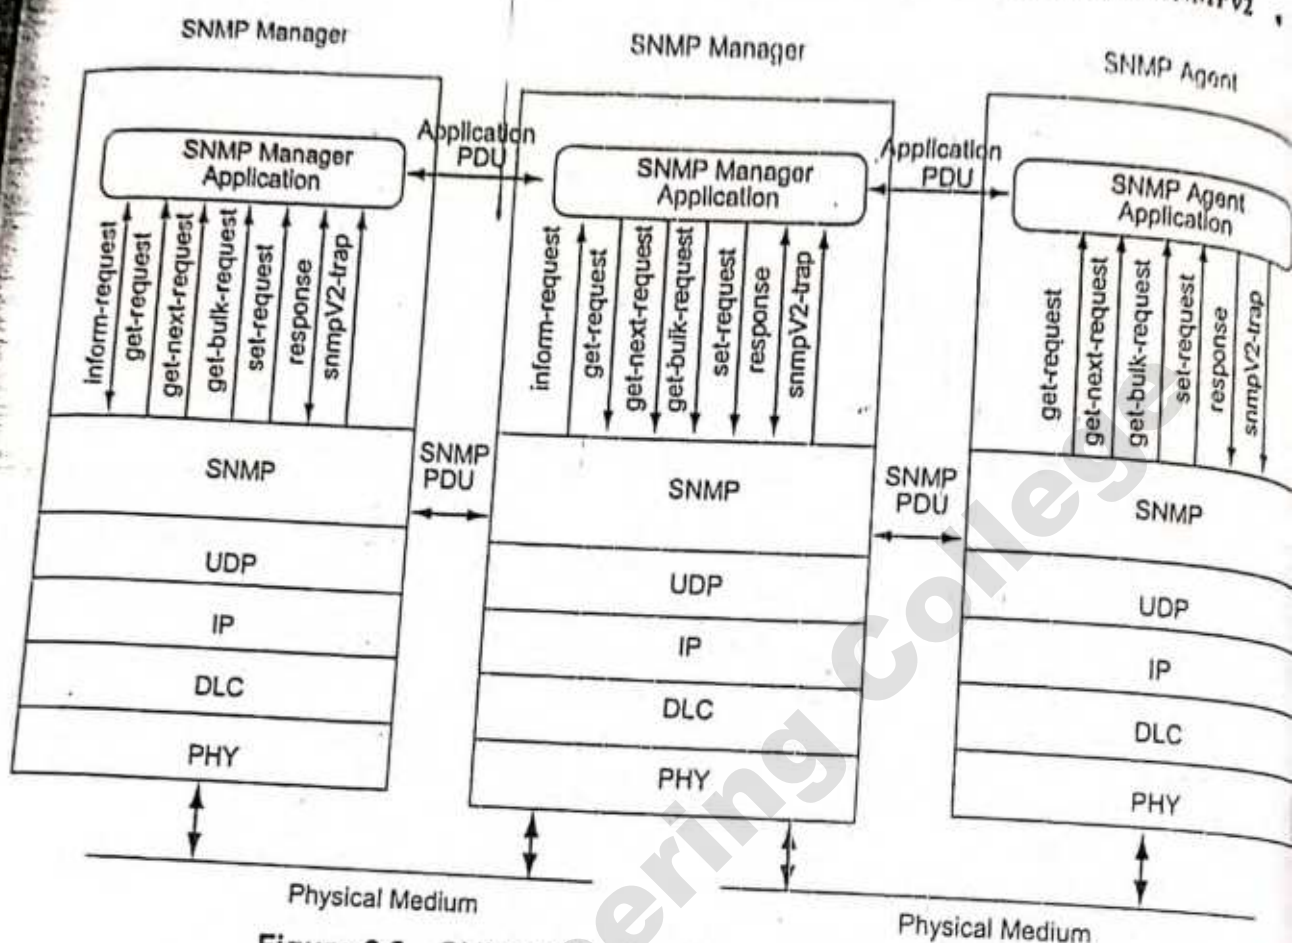 SNMP Manager
SNMP Manager
Application
inform-request
get-request
get-next-request
get-bulk-request
set-request
response
snmpV2-trap
SNMP
UDP
IP
DLC
PHY
Application
PDU
SNMP
PDU
SNMP Manager
SNMP Manager
Application
inform-request
get-request
get-next-request
get-bulk-request
set-request
response
snmpV2-trap
SNMP
UDP
IP
DLC
PHY
Application
PDU
SNMP
PDU
SNMP Agent
SNMP Agent
Application
get-request
get-next-request
get-bulk-request
set-request
response
snmpV2-trap
SNMP
UDP
IP
DLC
PHY
Physical Medium
Physical Medium
eering College